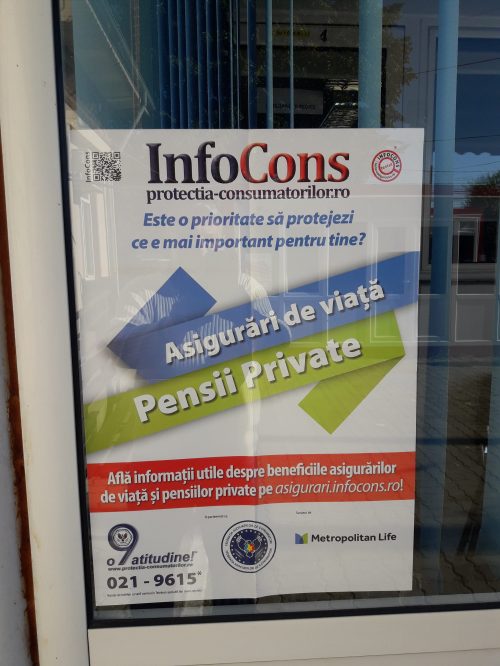 InfoCons
InfoCons
protectia-consumatorilor.ro
Este o prioritate să protejezi
ce e mai important pentru tine?
Asigurări de viață
Pensii Private
Află informații utile despre beneficiile asigurărilor
de viață și pensiilor private pe asigurari.infocons.ro!
o 9 atitudine!
www.protectia-consumatorilor.ro
021 - 9615*
Metropolitan Life